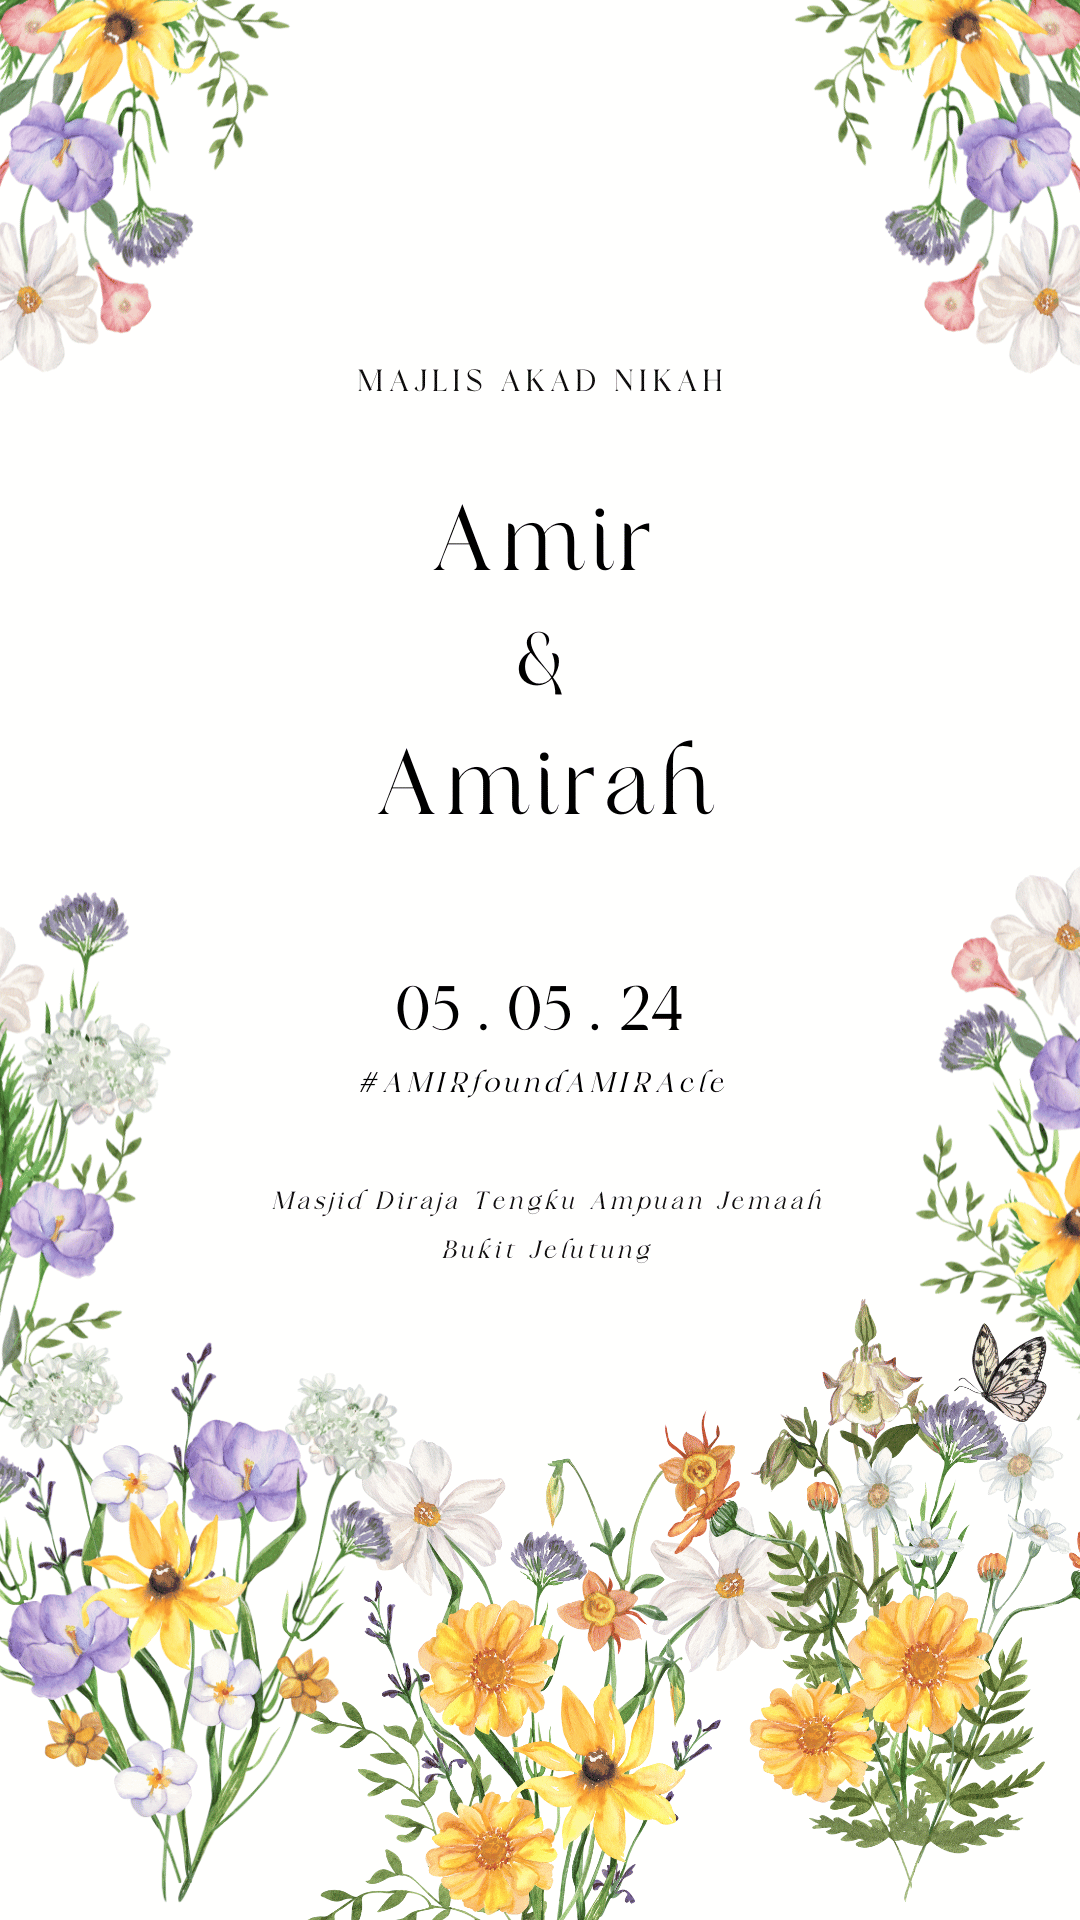 MAJLIS AKAD NIKAH
Amir
&
Amirah
05 . 05 . 24
#AMIRfoundAMIRAcle
Masjid Diraja Tengku Ampuan Jemaah
Bukit Jelutung